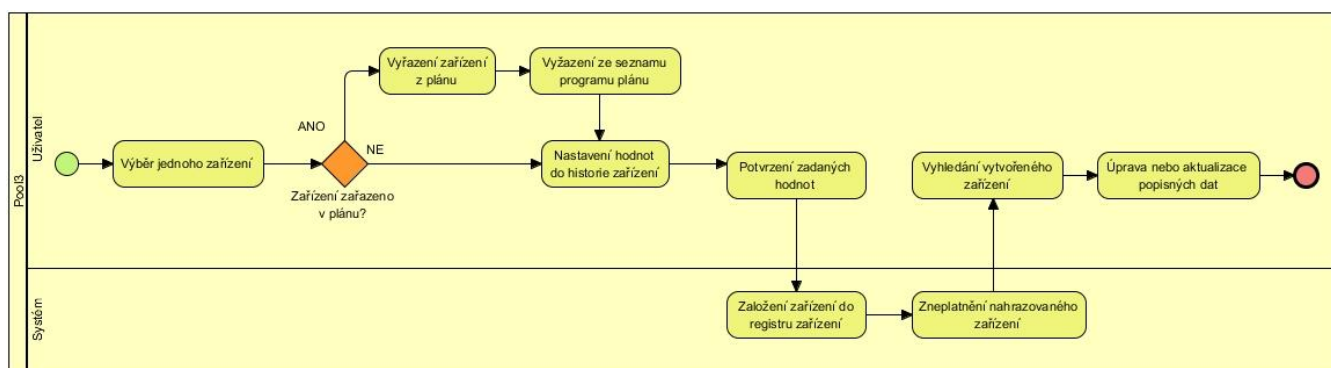 Pool3
Uživatel
Výběr jednoho zařízení
ANO
NE
Zařízení zařazeno
v plánu?
Vyřazení zařízení
z plánu
Vyžazení ze seznamu
programu plánu
Nastavení hodnot
do historie zařízení
Potvrzení zadaných
hodnot
Vyhledání vytvořeného
zařízení
Úprava nebo aktualizace
popisných dat
Systém
Založení zařízení do
registru zařízení
Zneplatnění nahrazovaného
zařízení